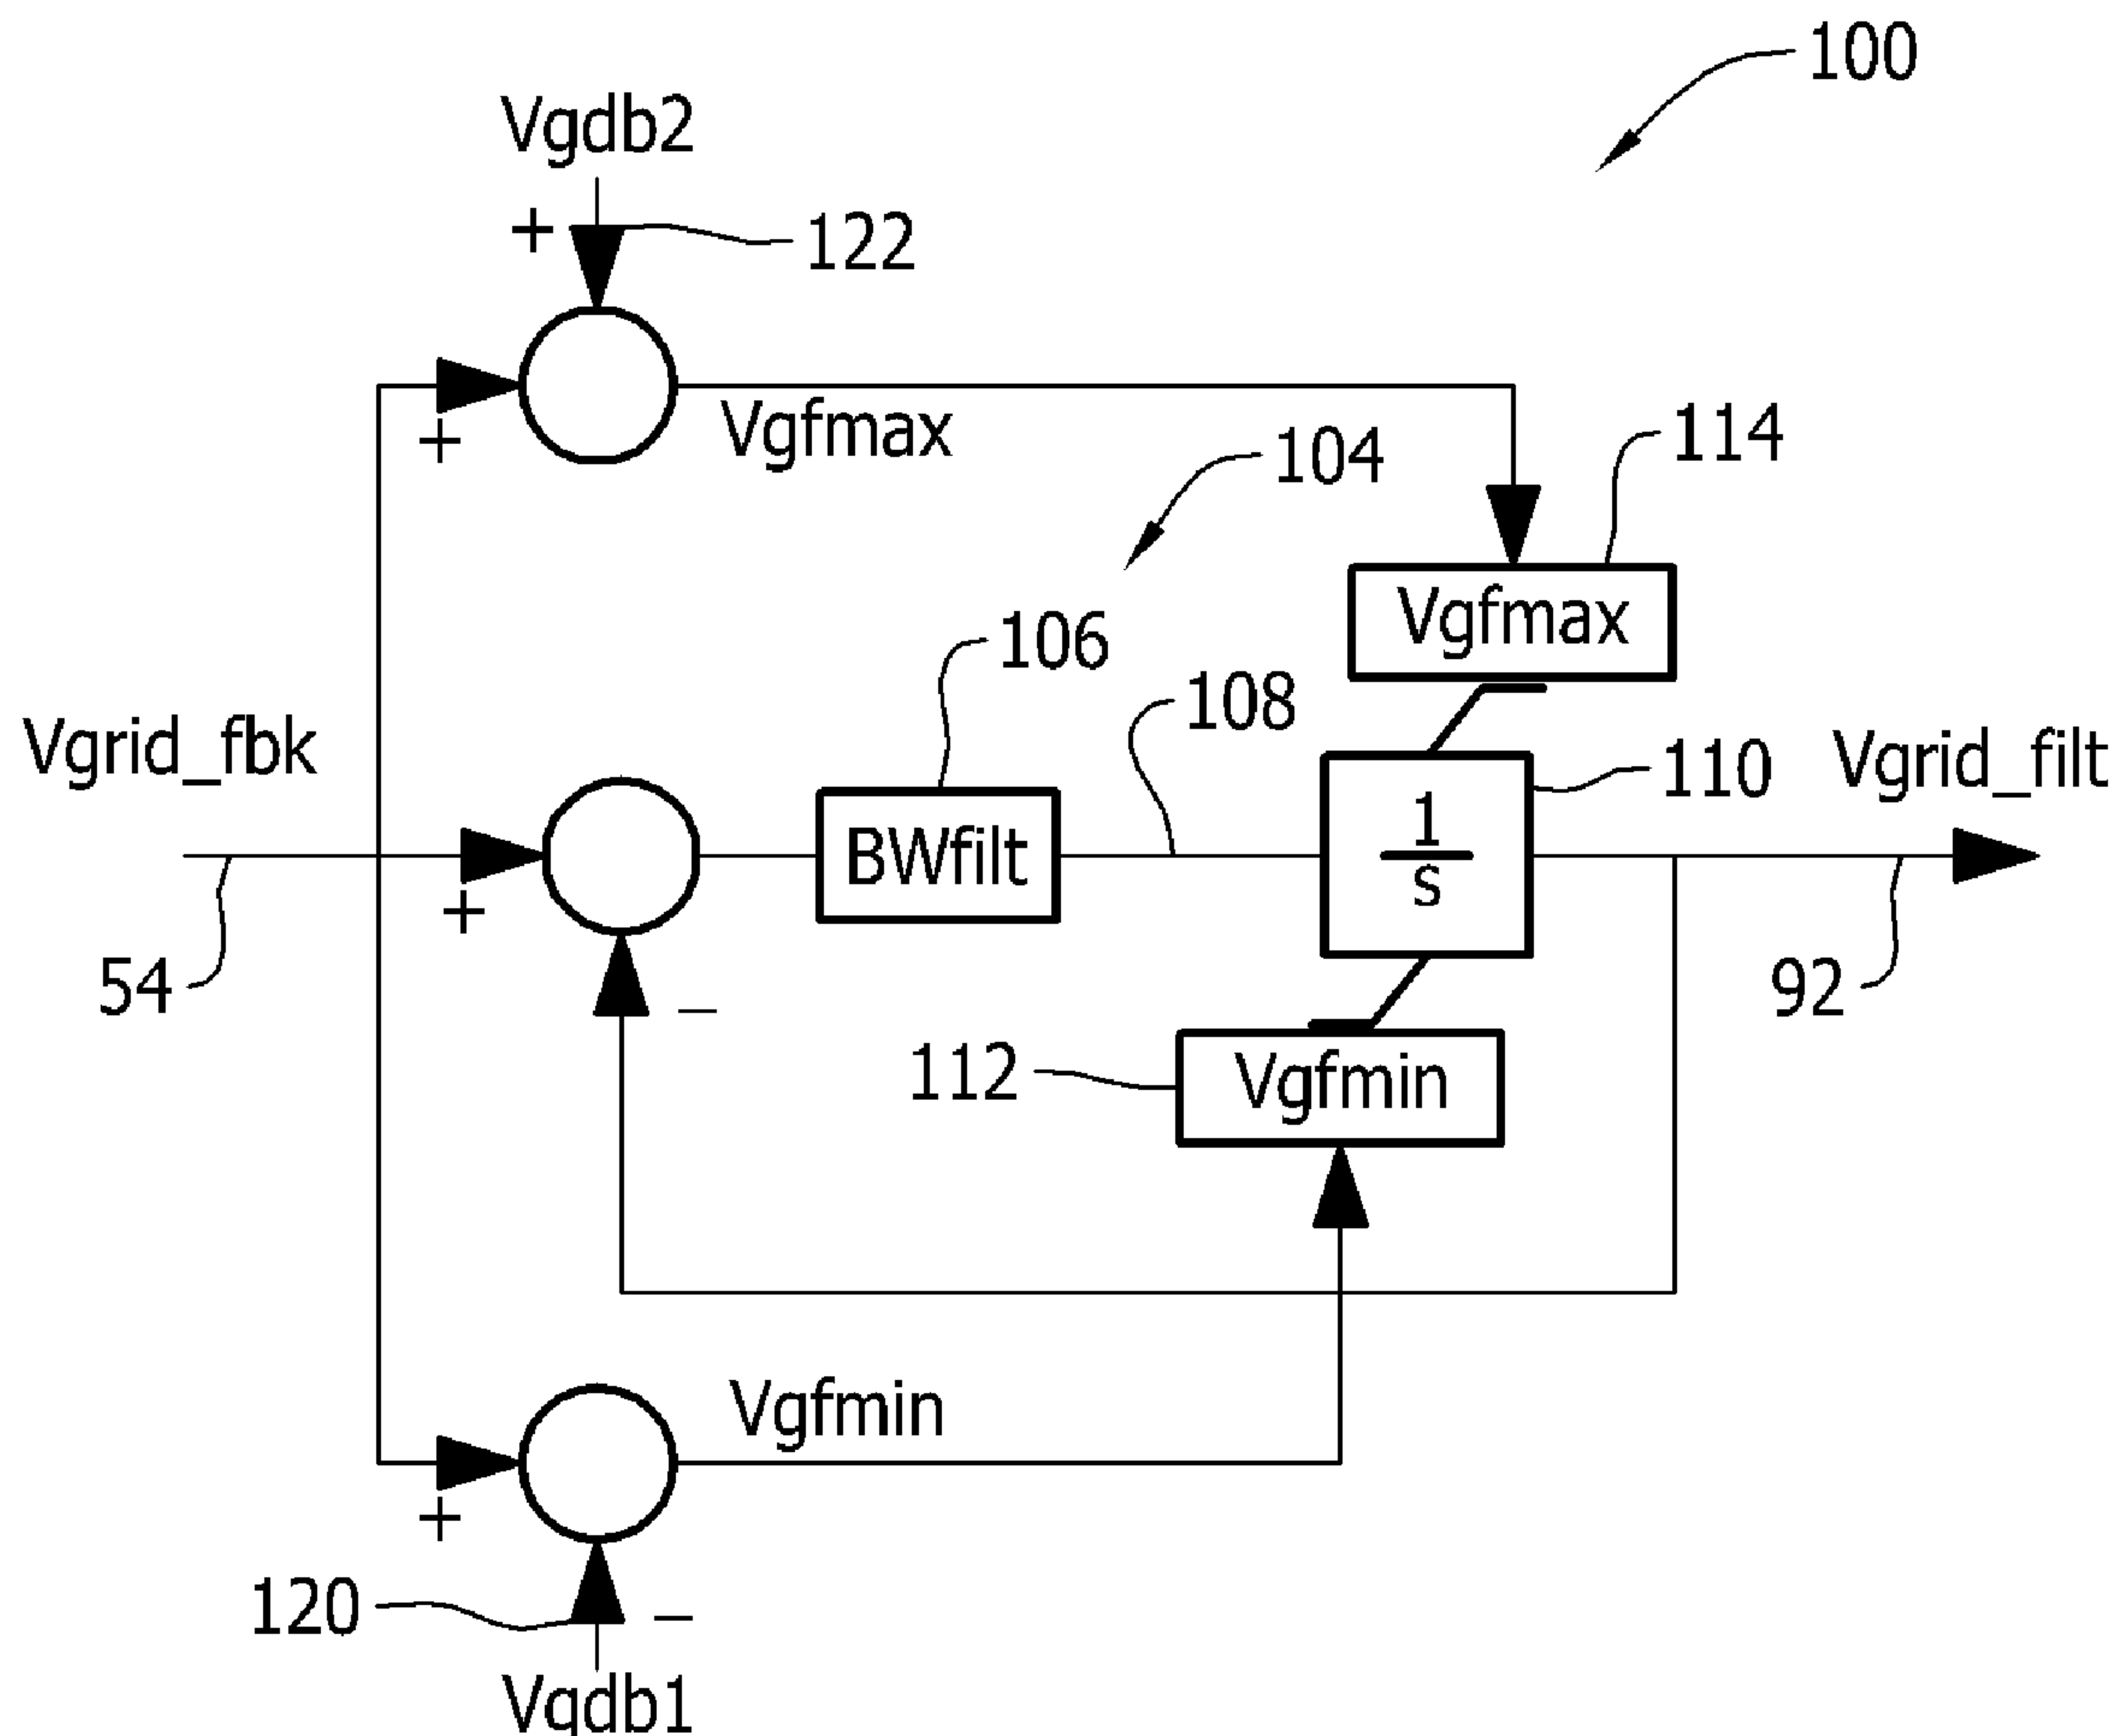 100
Vgdb2
+
122
+
Vgfmax
114
104
Vgfmax
106
108
Vgrid_fbk
110
Vgrid_filt
BWfilt
1
s
+
54
92
−
112
Vgfmin
Vgfmin
+
120
−
Vgdb1